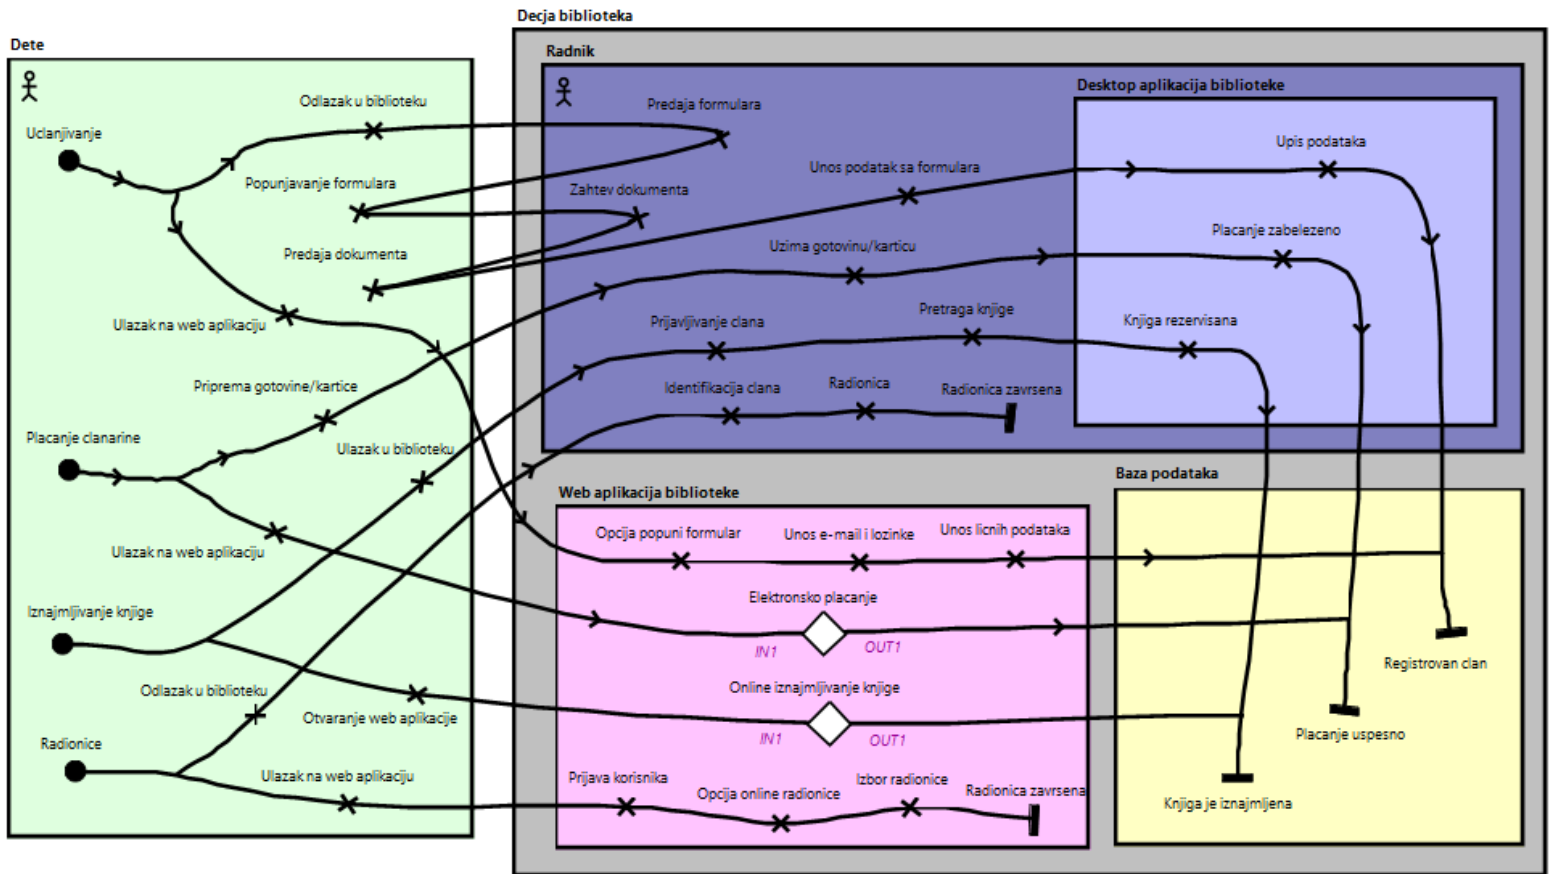 Decja biblioteka
Dete
Radnik
Desktop aplikacija biblioteke
Odlazak u biblioteku
Predaja formulara
Uclanjivanje
Upis podataka
Unos podatak sa formulara
Popunjavanje formulara
Zahtev dokumenta
Placanje zabelezeno
Uzima gotovinu/karticu
Predaja dokumenta
Ulazak na web aplikaciju
Prijavljivanje clana
Pretraga knjige
Knjiga rezervisana
Priprema gotovine/kartice
Identifikacija clana
Radionica
Radionica zavrsena
Placanje clanarine
Ulazak u biblioteku
Baza podataka
Web aplikacija biblioteke
Opcija popuni formular
Unos e-mail i lozinke
Unos licnih podataka
Ulazak na web aplikaciju
Elektronsko placanje
Iznajmljivanje knjige
IN1
OUT1
Registrovan clan
Odlazak u biblioteku
Online iznajmljivanje knjige
Otvaranje web aplikacije
IN1
OUT1
Placanje uspesno
Radionice
Ulazak na web aplikaciju
Prijava korisnika
Opcija online radionice
Izbor radionice
Radionica zavrsena
Knjiga je iznajmljena